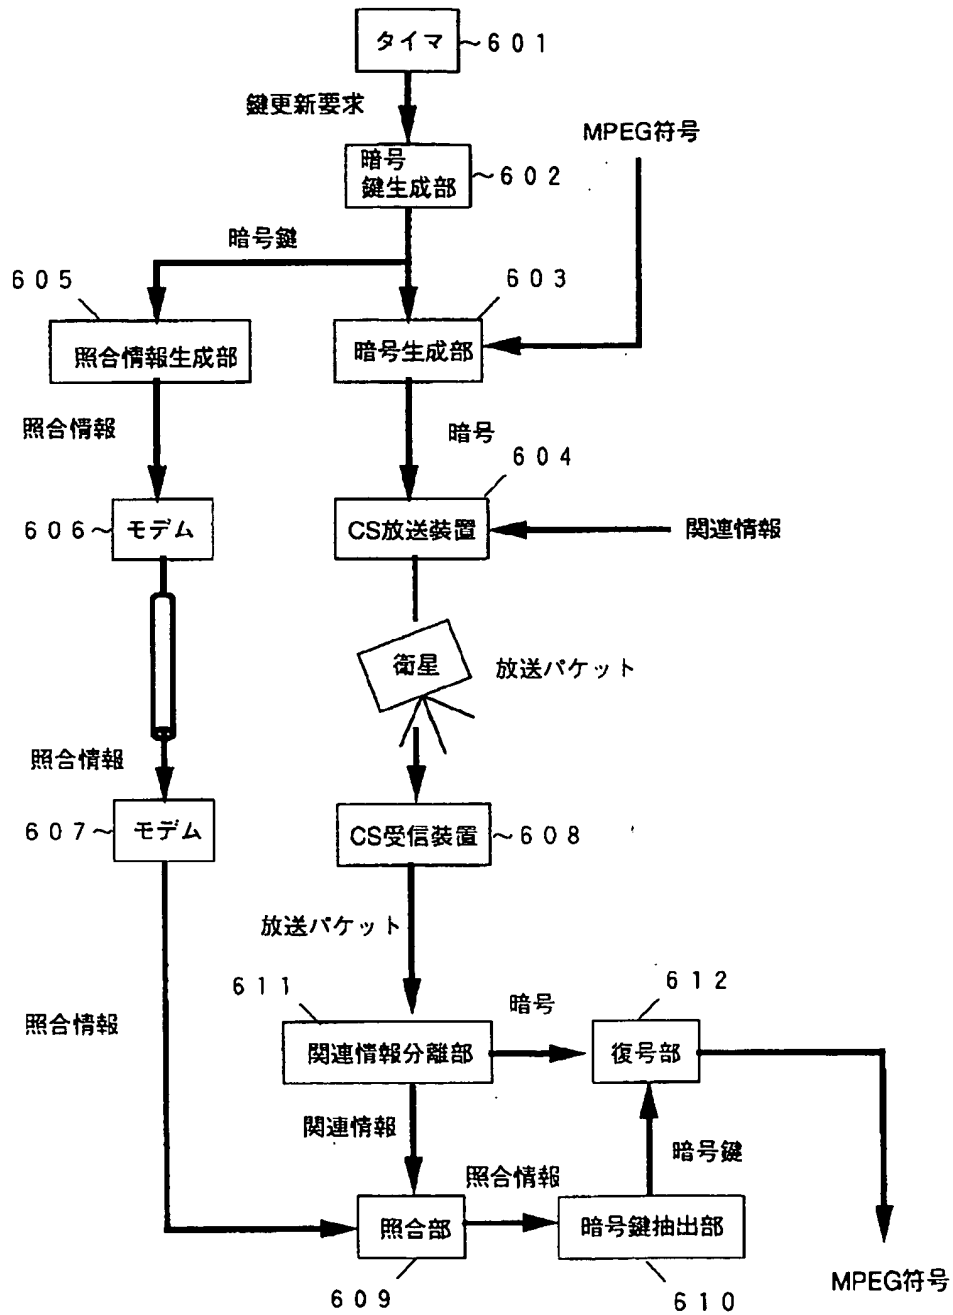 タイマ
601
鍵更新要求
MPEG符号
暗号
鍵生成部
602
暗号鍵
605
603
照合情報生成部
暗号生成部
照合情報
暗号
604
606
モデム
CS放送装置
関連情報
衛星
放送パケット
照合情報
607
モデム
CS受信装置
608
放送パケット
611
612
暗号
照合情報
関連情報分離部
復号部
関連情報
暗号鍵
照合情報
照合部
暗号鍵抽出部
609
610
MPEG符号